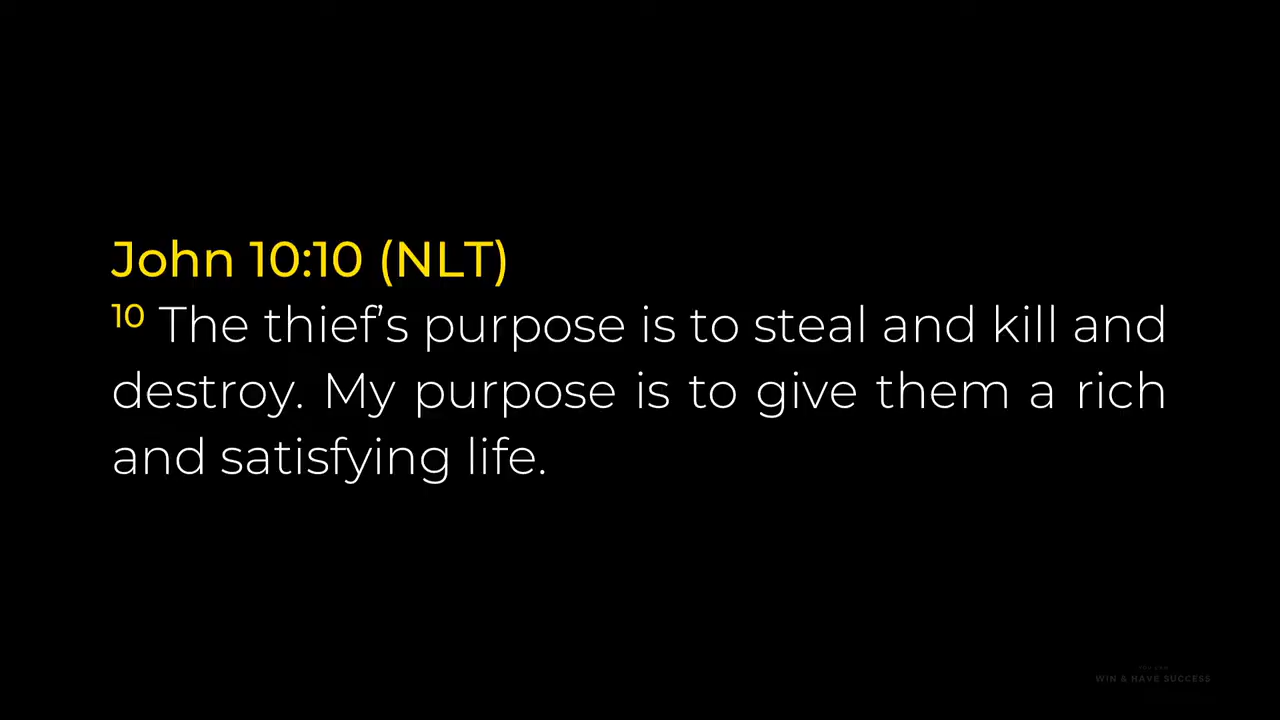 John 10:10 (NLT)
10 The thief’s purpose is to steal and kill and
destroy. My purpose is to give them a rich
and satisfying life.
WIN & HAVE SUCCESS